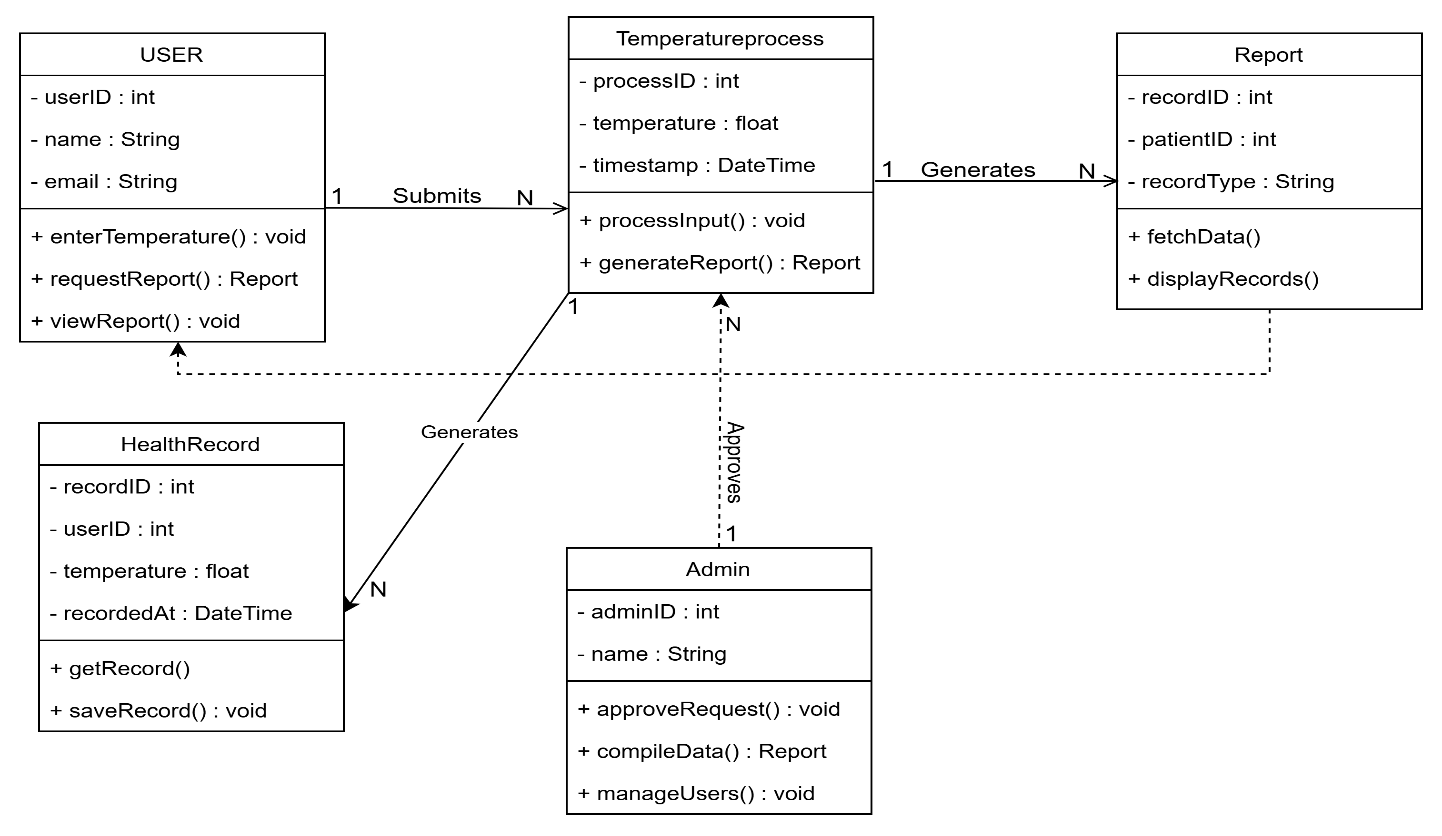 USER
- userID : int
- name : String
- email : String
+ enterTemperature() : void
+ requestReport() : Report
+ viewReport() : void
1 Submits N
Temperatureprocess
- processID : int
- temperature : float
- timestamp : DateTime
+ processInput() : void
+ generateReport() : Report
1 Generates N
Report
- recordID : int
- patientID : int
- recordType : String
+ fetchData()
+ displayRecords()
1
Generates
N
N
Approves
1
HealthRecord
- recordID : int
- userID : int
- temperature : float
- recordedAt : DateTime
+ getRecord()
+ saveRecord() : void
Admin
- adminID : int
- name : String
+ approveRequest() : void
+ compileData() : Report
+ manageUsers() : void